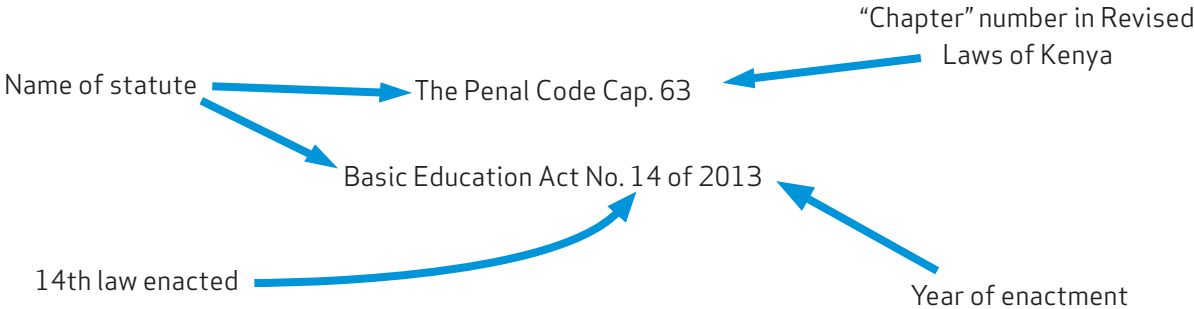 “Chapter” number in Revised
Laws of Kenya
Name of statute
The Penal Code Cap. 63
Basic Education Act No. 14 of 2013
14th law enacted
Year of enactment